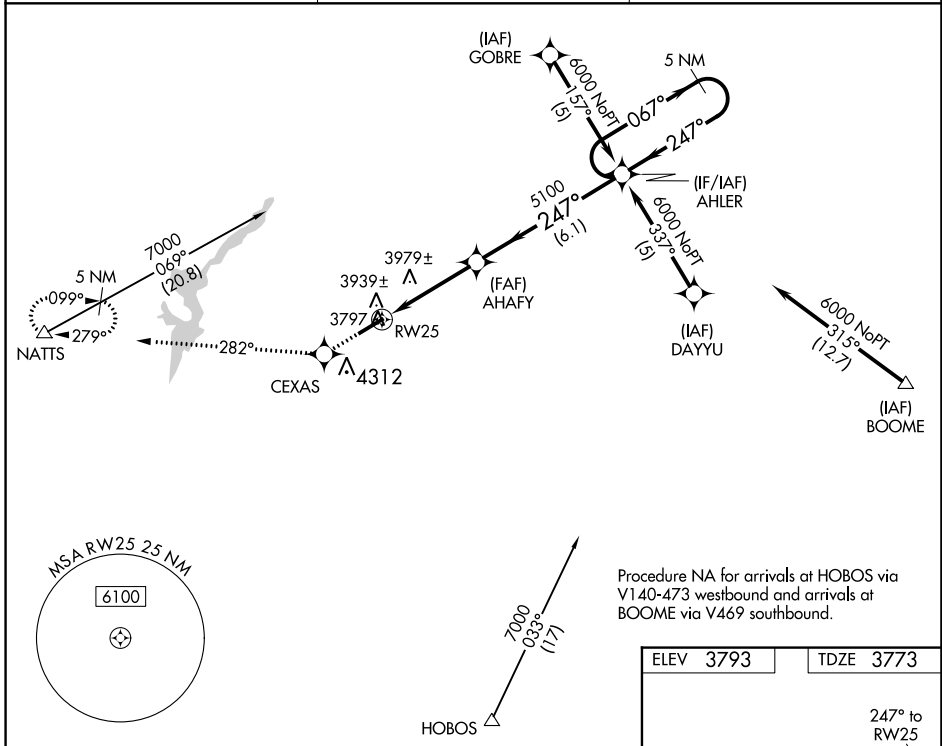 (IAF)
GOBRE
6000 NoPT
157°
(5)
5 NM
067°
247°
(IF/IAF)
AHLER
5100
247°
(6.1)
6000 NoPT
337°
(5)
(IAF)
DAYYU
7000
069°
(20.8)
5 NM
099°
279°
NATTS
3979±
3939±
3797
RW25
(FAF)
AHAFY
282°
CEXAS
4312
6000 NoPT
315°
(12.7)
(IAF)
BOOME
MSA RW25 25 NM
6100
7000
033°
(17)
HOBOS
Procedure NA for arrivals at HOBOS via
V140-473 westbound and arrivals at
BOOME via V469 southbound.
ELEV 3793
TDZE 3773
247° to
RW25